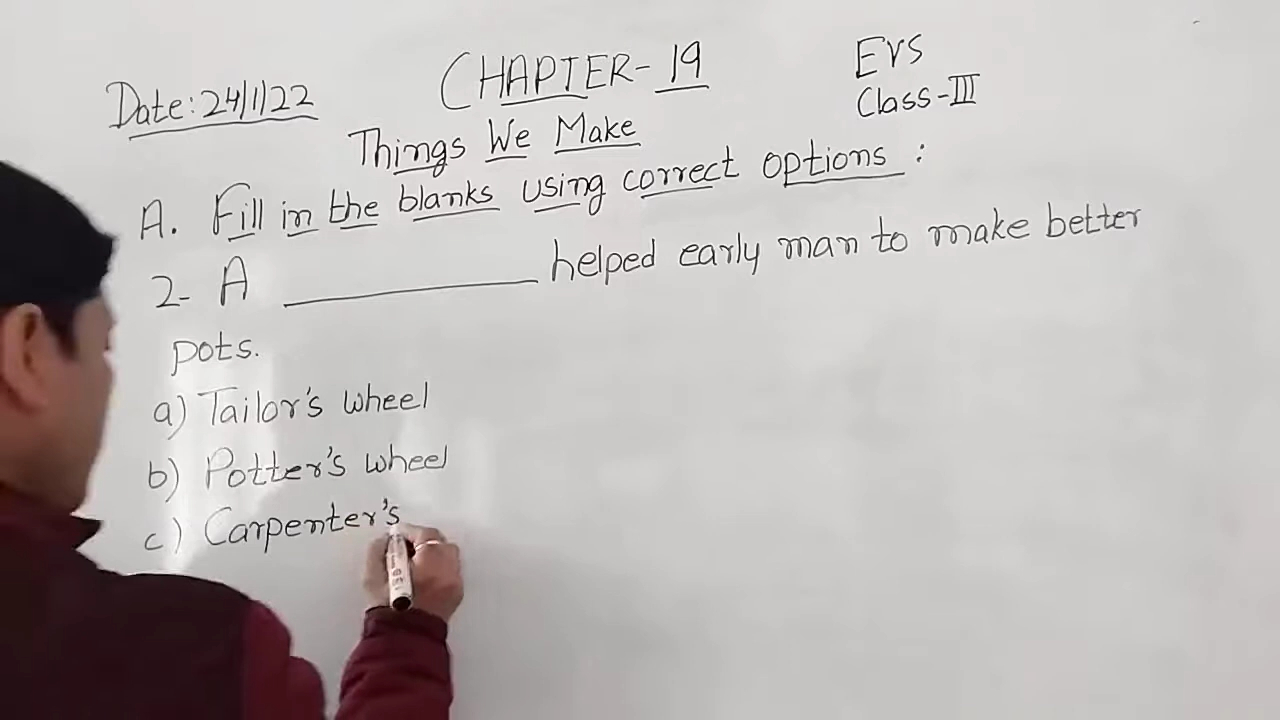 Date: 24/1/22
CHAPTER-19
EVS
Class-III
Things We Make
A. Fill in the blanks using correct options :
2- A __________ helped early man to make better
pots.
a) Tailor's wheel
b) Potter's wheel
c) Carpenter's